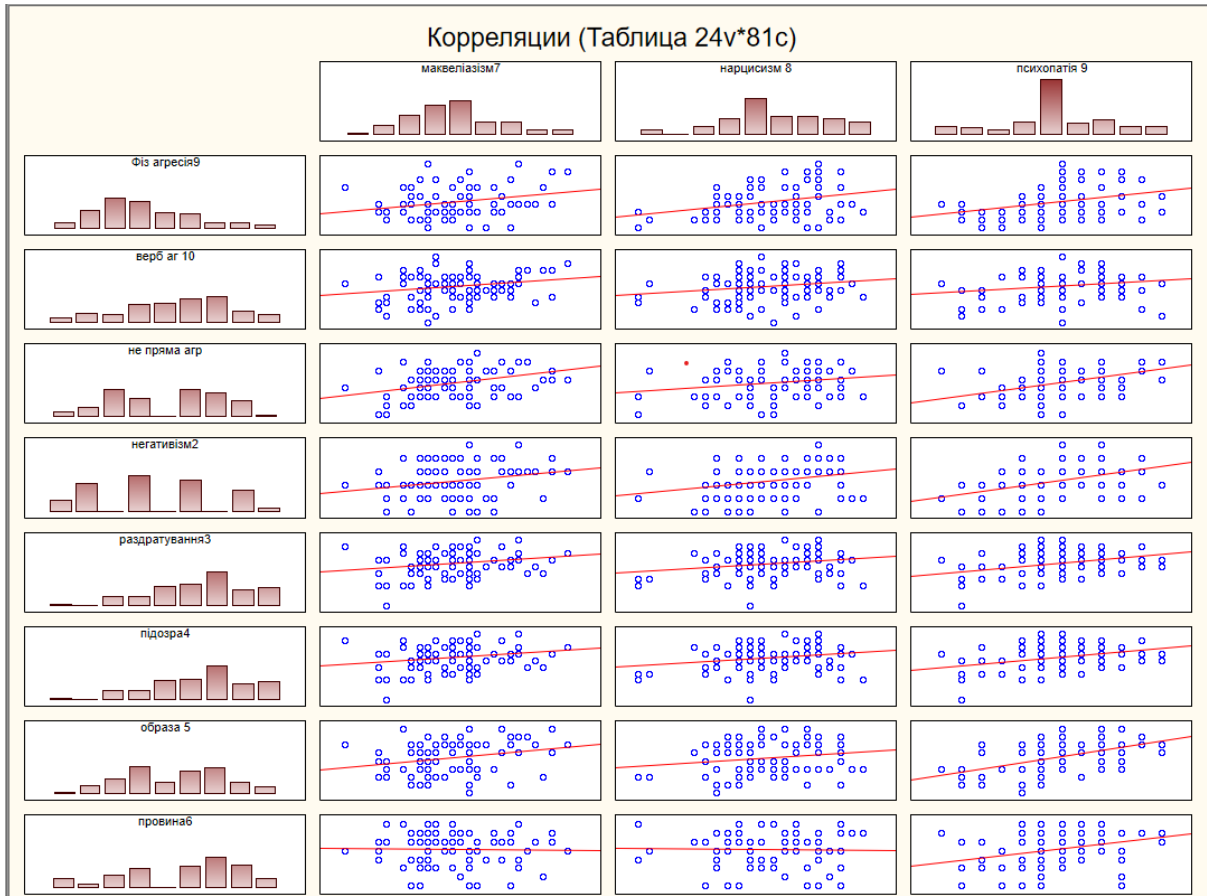 Корреляции (Таблица 24v*81c)
маквеліазізм7
нарцисизм 8
психопатія 9
Фіз агресія9
верб аг 10
не пряма агр
негативізм2
раздратування3
підозра4
образа 5
провина6